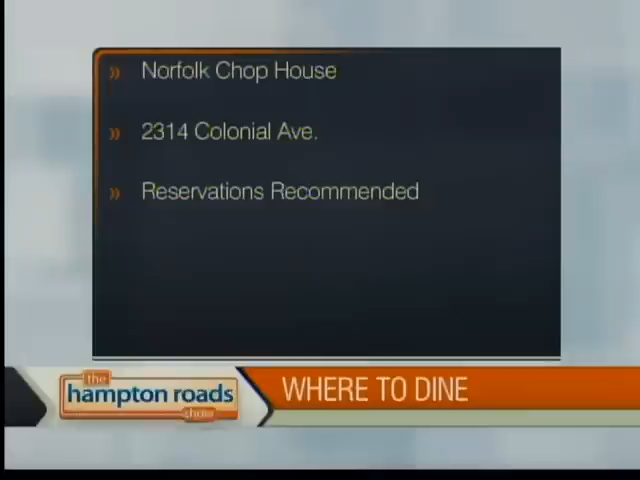 Norfolk Chop House
2314 Colonial Ave.
Reservations Recommended
the
hampton roads
show
WHERE TO DINE